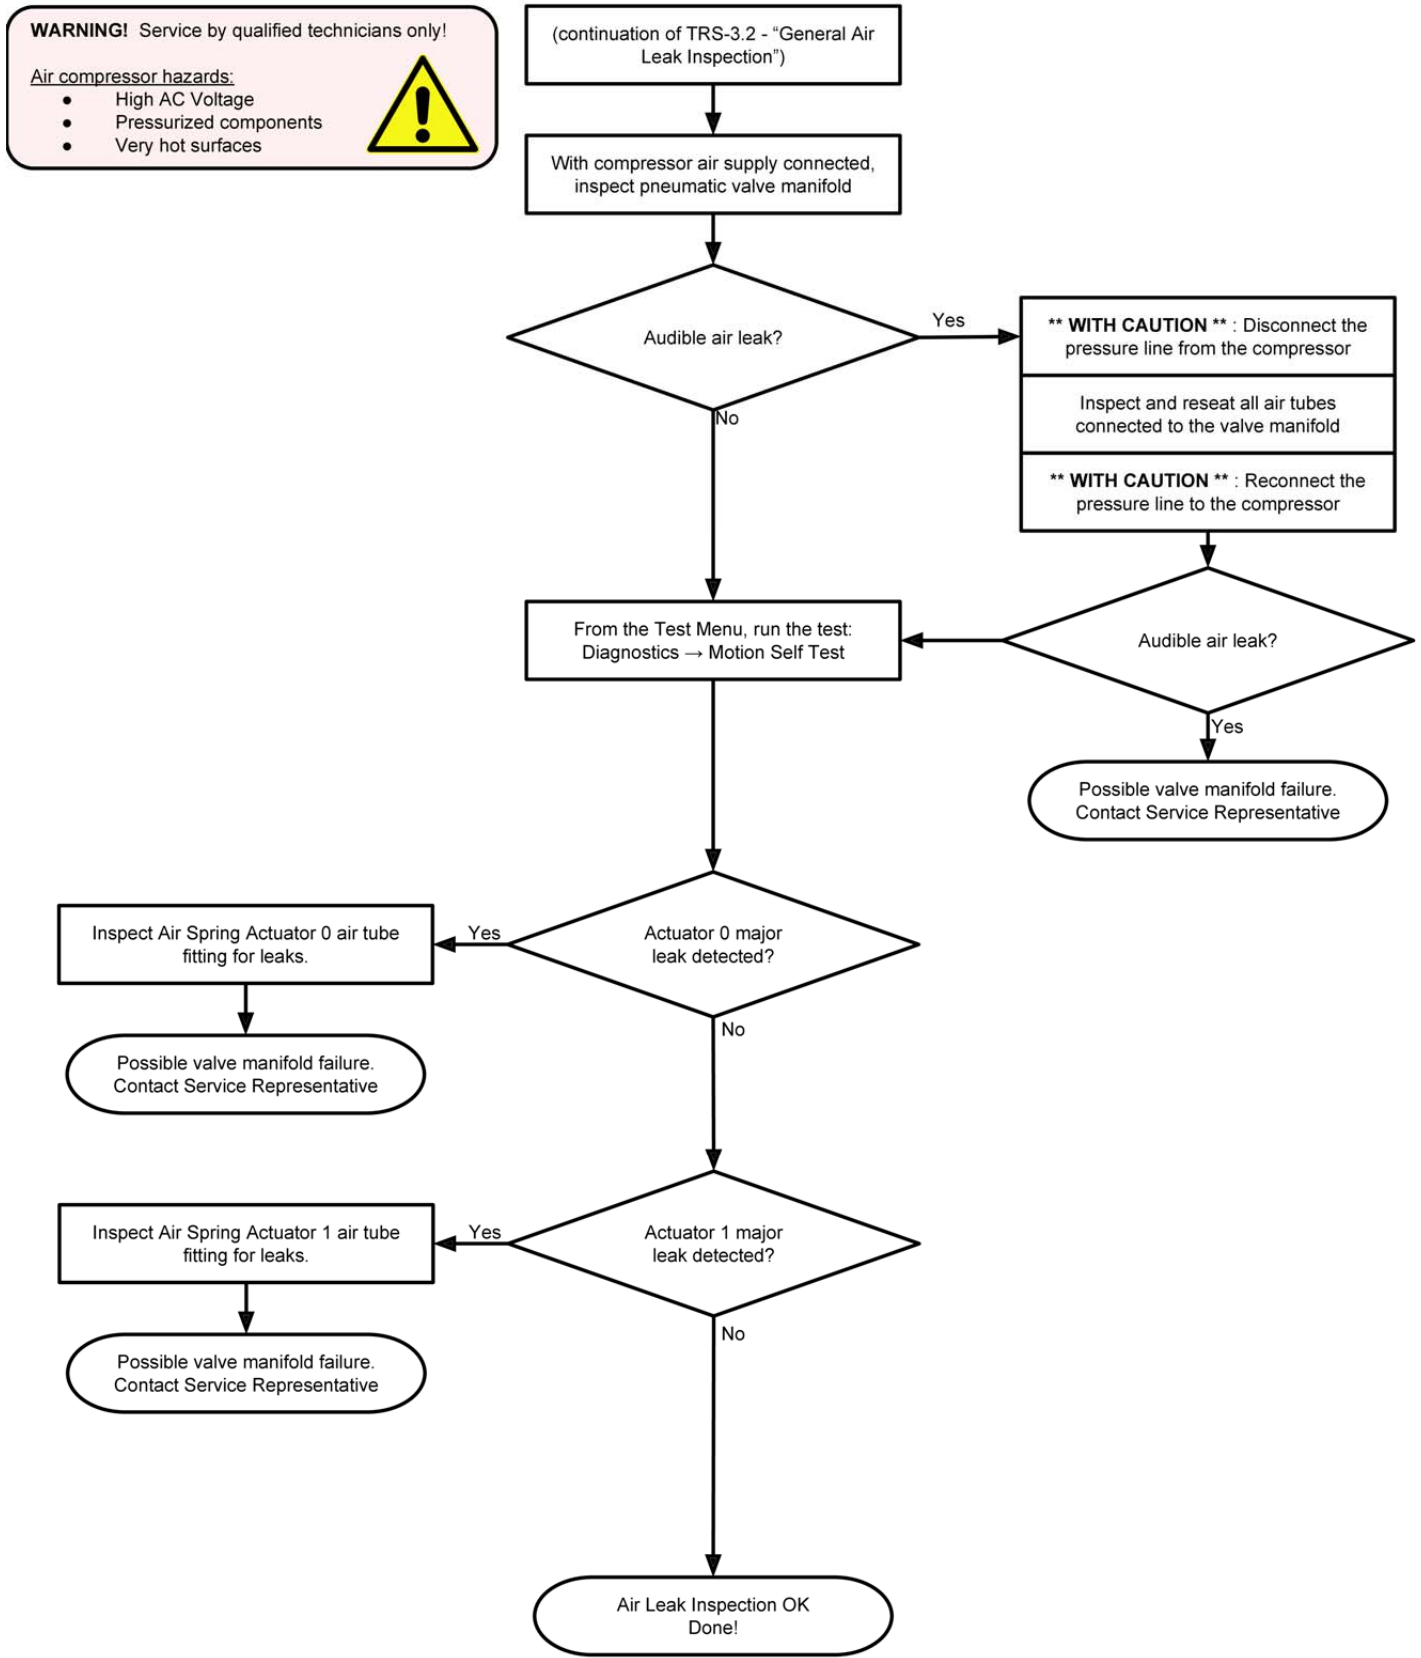 WARNING! Service by qualified technicians only!
Air compressor hazards:
● High AC Voltage
● Pressurized components
● Very hot surfaces
(continuation of TRS-3.2 - “General Air
Leak Inspection”)
With compressor air supply connected,
inspect pneumatic valve manifold
Audible air leak?
Yes
No
** WITH CAUTION ** : Disconnect the
pressure line from the compressor
Inspect and reseat all air tubes
connected to the valve manifold
** WITH CAUTION ** : Reconnect the
pressure line to the compressor
Audible air leak?
Yes
Possible valve manifold failure.
Contact Service Representative
From the Test Menu, run the test:
Diagnostics → Motion Self Test
Actuator 0 major
leak detected?
Yes
No
Inspect Air Spring Actuator 0 air tube
fitting for leaks.
Possible valve manifold failure.
Contact Service Representative
Actuator 1 major
leak detected?
Yes
No
Inspect Air Spring Actuator 1 air tube
fitting for leaks.
Possible valve manifold failure.
Contact Service Representative
Air Leak Inspection OK
Done!